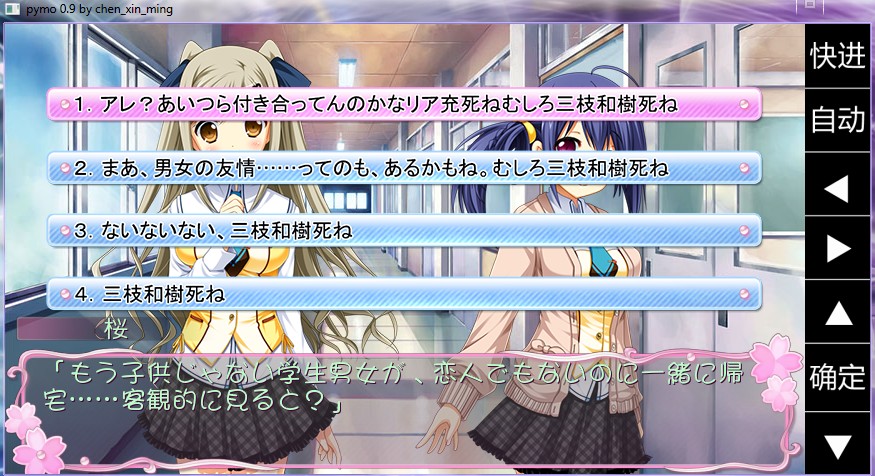 pymo 0.9 by chen_xin_ming
快进
1. アレ？あいつら付き合ってんのかなリア充死ねむしろ三枝和樹死ね
自动
2. まあ、男女の友情……ってのも、あるかもね。むしろ三枝和樹死ね
◀
3. ないないない、三枝和樹死ね
▶
4. 三枝和樹死ね
▲
桜
「もう子供じゃない学生男女が、恋人でもないのに一緒に帰
宅……客観的に見ると？」
确定
▼